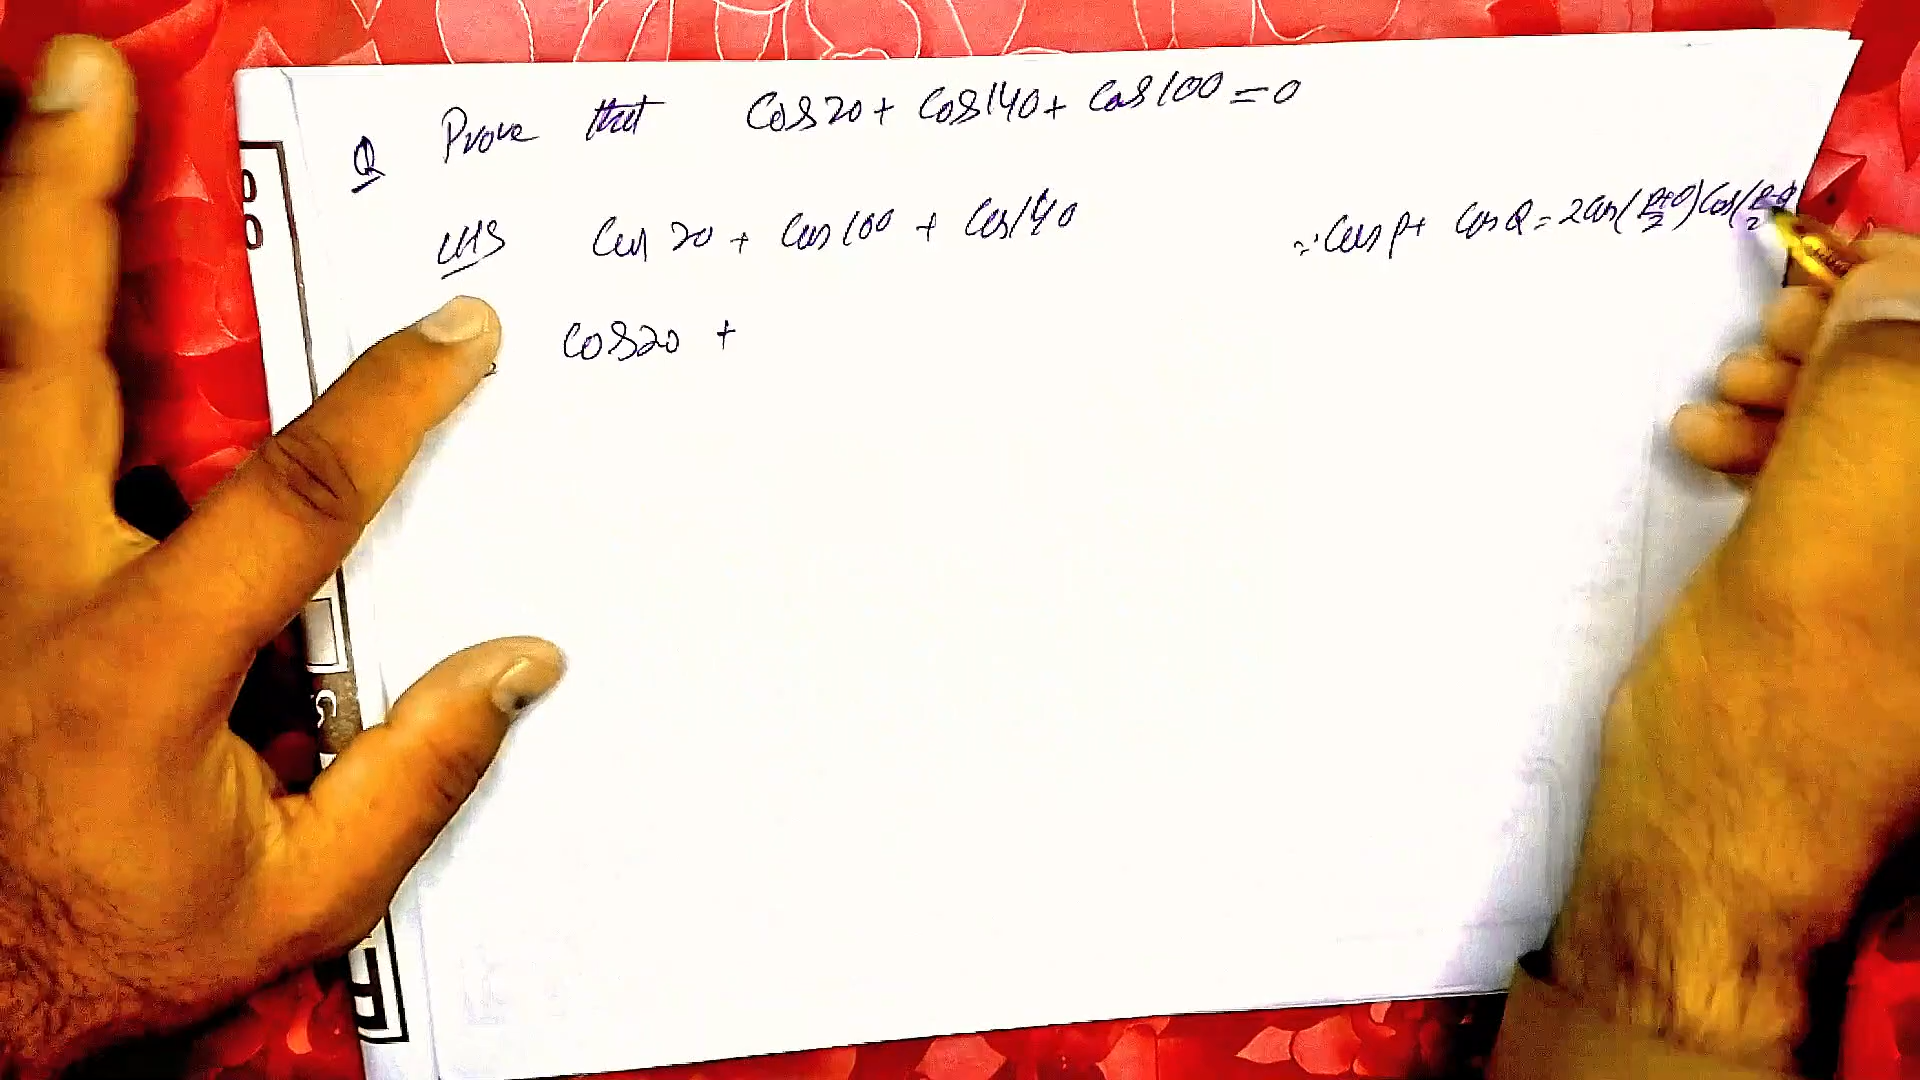 Q Prove that Cos20 + Cos140 + Cos100 = 0
LHS Cos 20 + Cos 100 + Cos140
∵ Cos P + Cos Q = 2Cos(P+Q/2)Cos(P-Q/2)
Cos20 +